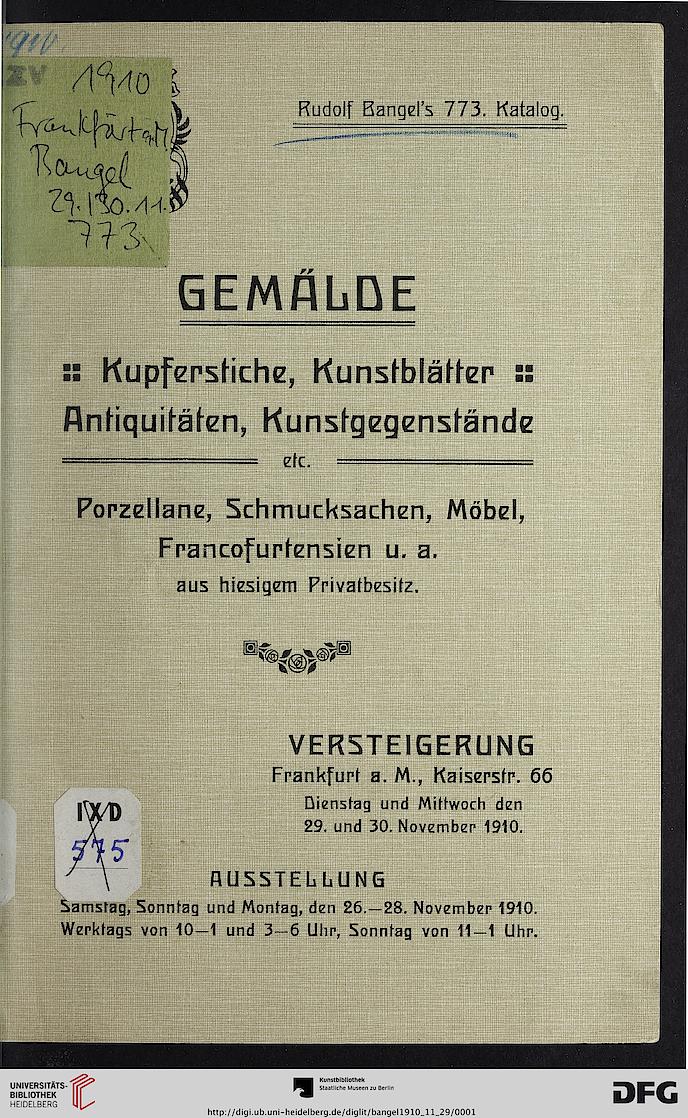 1910.
ZV
1910
Frankfurt a.M.
Bangel
29./30.11.
773
Rudolf Bangel's 773. Katalog.
GEMÄLDE
:: Kupferstiche, Kunstblätter ::
Antiquitäten, Kunstgegenstände
etc.
Porzellane, Schmucksachen, Möbel,
Francofurtensien u. a.
aus hiesigem Privatbesitz.
VERSTEIGERUNG
Frankfurt a. M., Kaiserstr. 66
Dienstag und Mittwoch den
29. und 30. November 1910.
IXD
575
AUSSTELLUNG
Samstag, Sonntag und Montag, den 26.—28. November 1910.
Werktags von 10—1 und 3—6 Uhr, Sonntag von 11—1 Uhr.
UNIVERSITÄTS-
BIBLIOTHEK
HEIDELBERG
Kunstbibliothek
Staatliche Museen zu Berlin
DFG
http://digi.ub.uni-heidelberg.de/diglit/bangel1910_11_29/0001